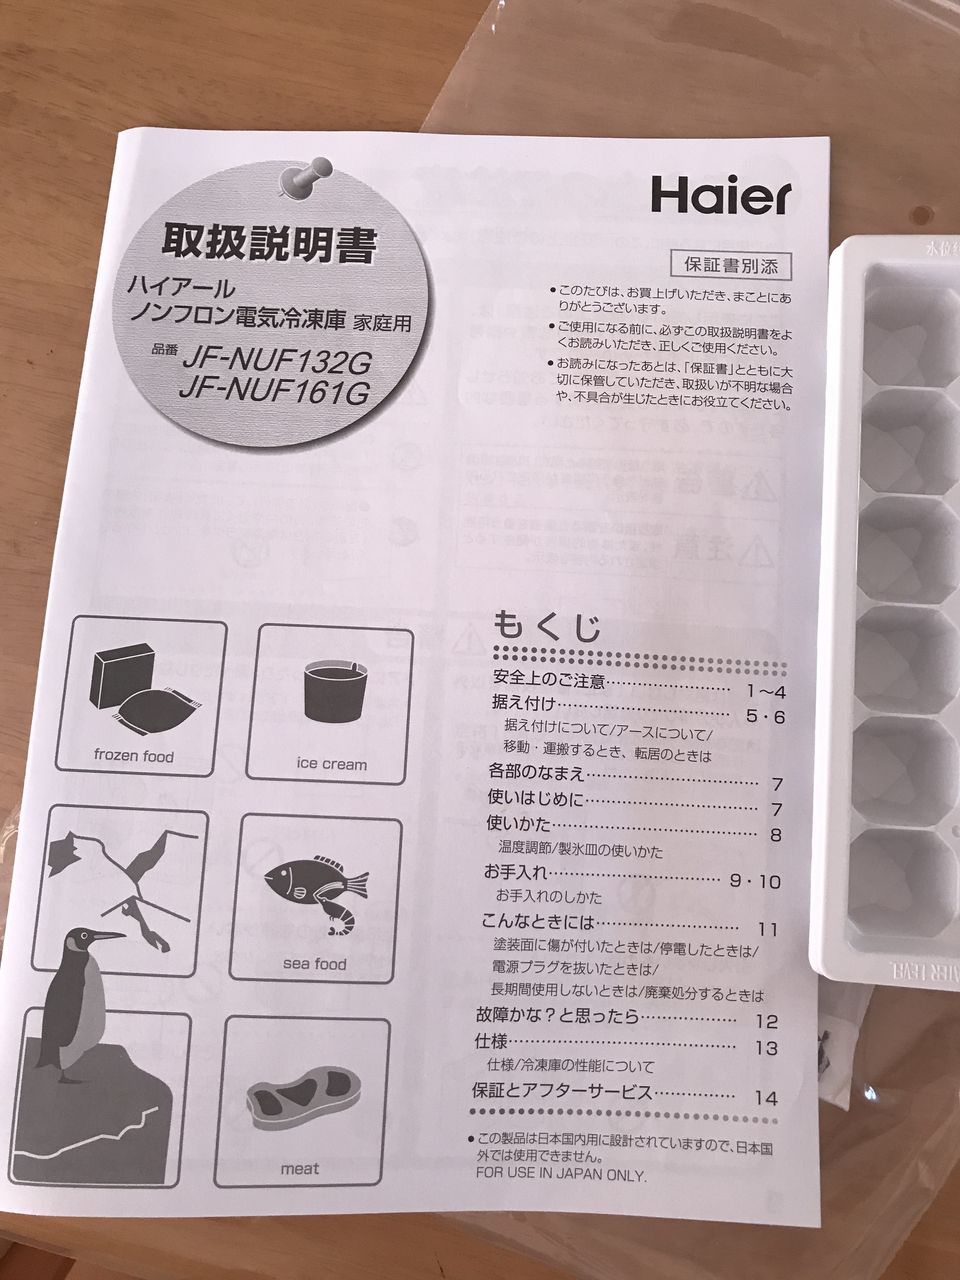 取扱説明書
ハイアール
ノンフロン電気冷凍庫 家庭用
品番 JF-NUF132G
JF-NUF161G
Haier
保証書別添
●このたびは、お買上げいただき、まことにあ
りがとうございます。
●ご使用になる前に、必ずこの取扱説明書をよ
くお読みいただき、正しくご使用ください。
●お読みになったあとは、「保証書」とともに大
切に保管していただき、取扱いが不明な場合
や、不具合が生じたときにお役立てください。
frozen food
ice cream
sea food
meat
もくじ
安全上のご注意…………………… 1～4
据え付け…………………………… 5・6
据え付けについて/アースについて/
移動・運搬するとき、転居のときは
各部のなまえ……………………… 7
使いはじめに……………………… 7
使いかた…………………………… 8
温度調節/製氷皿の使いかた
お手入れ…………………………… 9・10
お手入れのしかた
こんなときには…………………… 11
塗装面に傷が付いたときは/停電したときは/
電源プラグを抜いたときは/
長期間使用しないときは/廃棄処分するときは
故障かな？と思ったら…………… 12
仕様………………………………… 13
仕様/冷凍庫の性能について
保証とアフターサービス………… 14
●この製品は日本国内用に設計されていますので、日本国
外では使用できません。
FOR USE IN JAPAN ONLY.
水位線